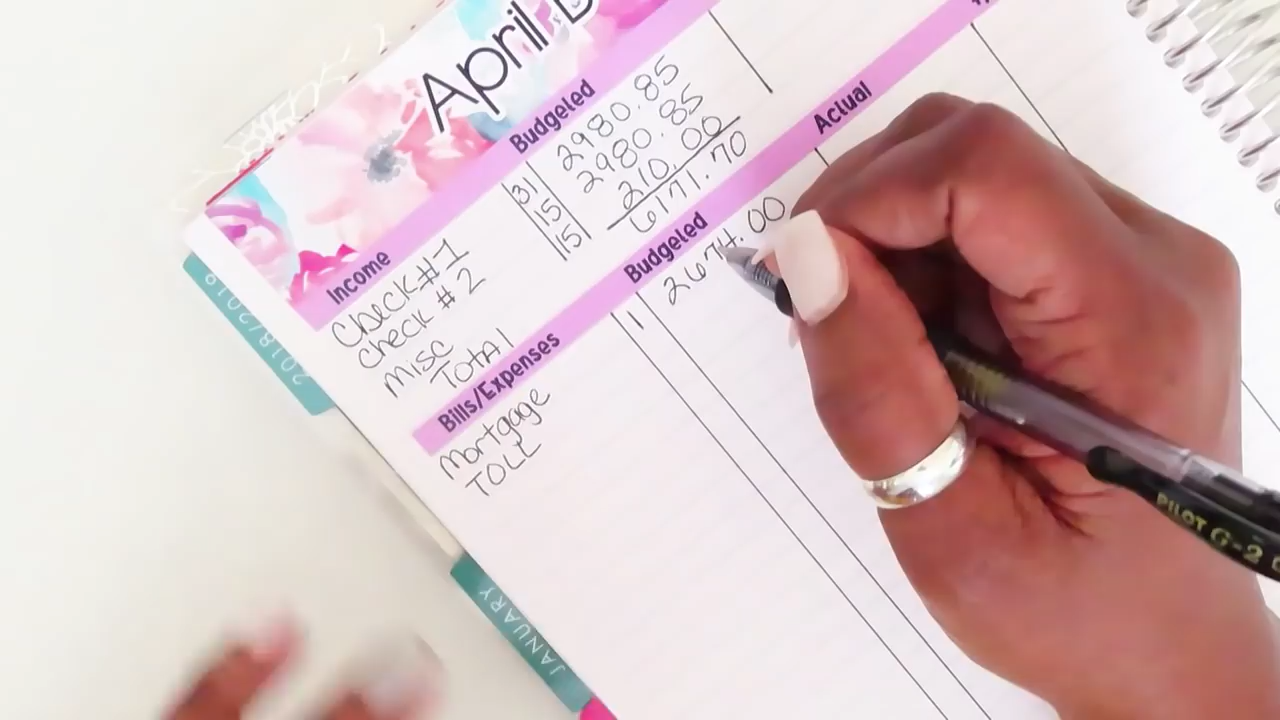 April B
Income Budgeted
Check #1 31 2980.85
check # 2 15 2980.85
misc 15 210.00
TOTAl 6171.70
Bills/Expenses Budgeted Actual
mortgage 1 2674.00
TOLL
2018/2019
JANUARY
PILOT G-2